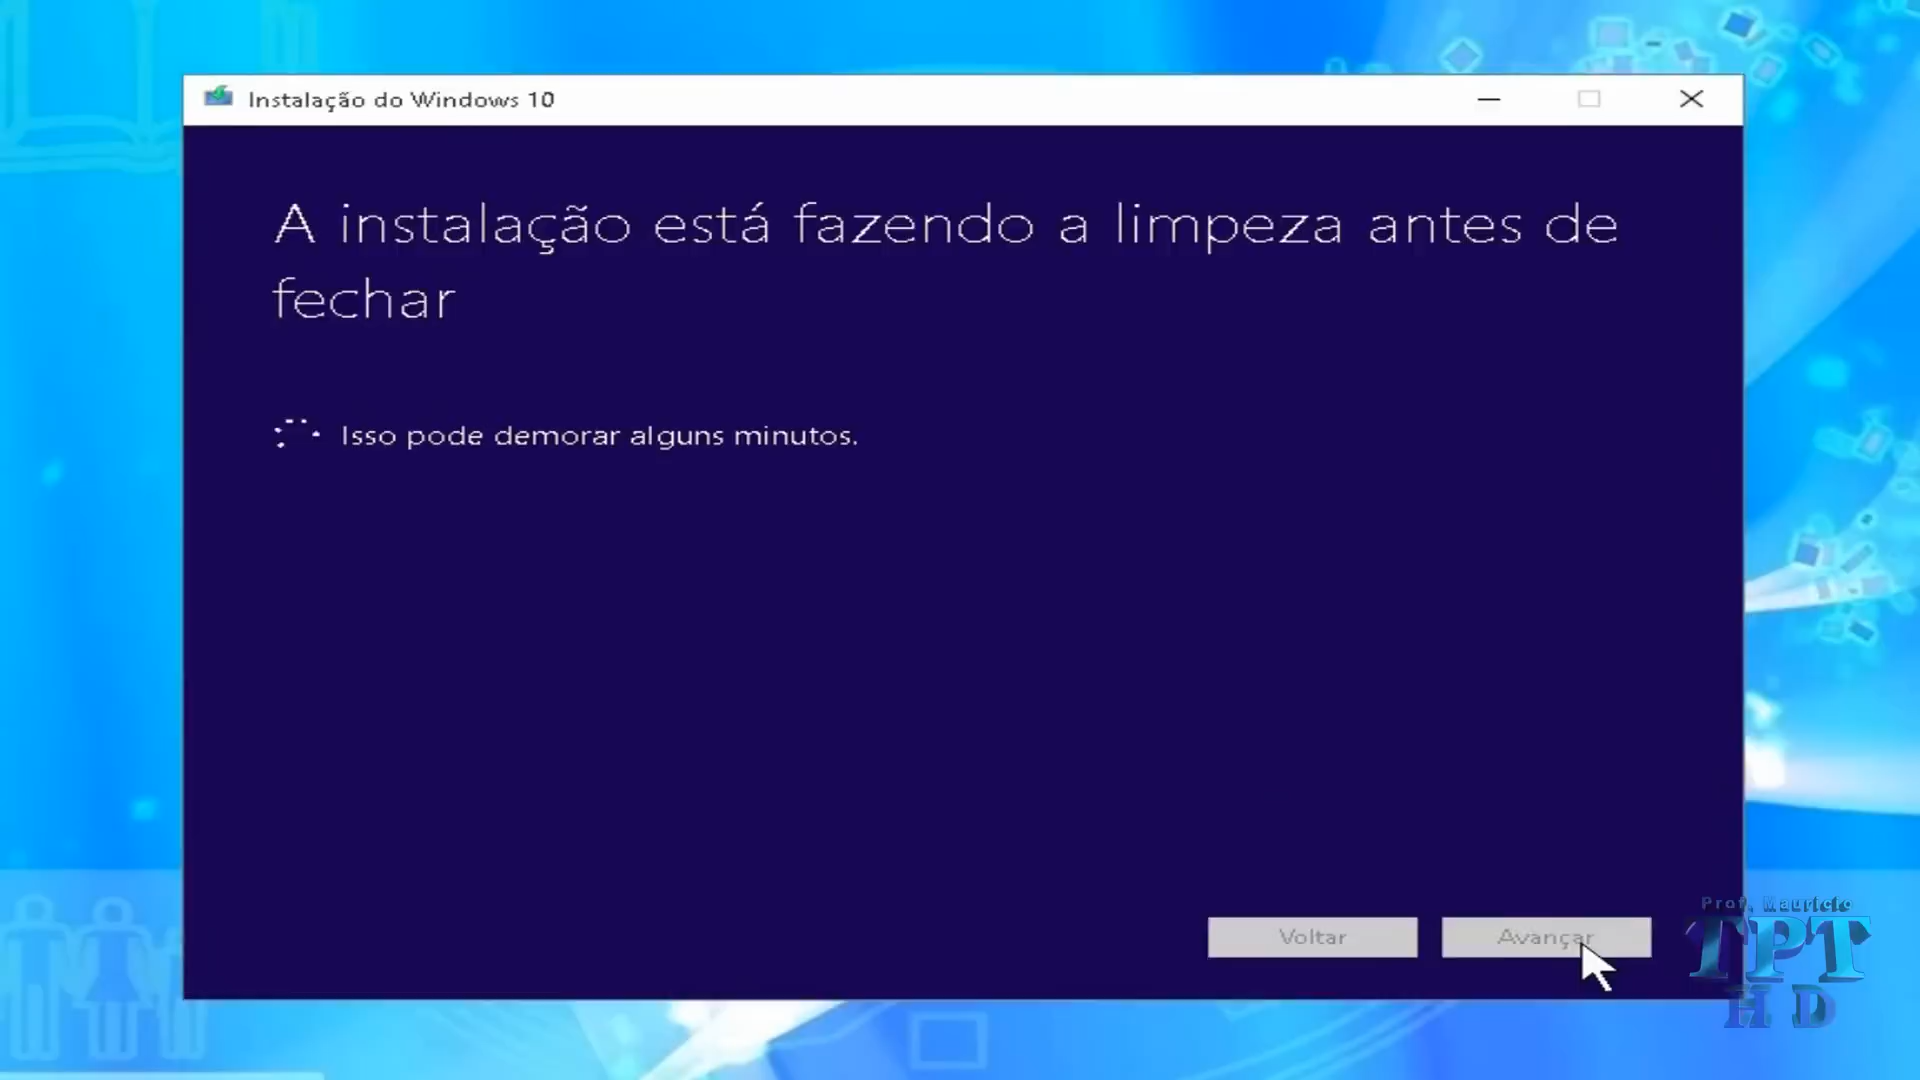 Instalação do Windows 10
A instalação está fazendo a limpeza antes de
fechar
Isso pode demorar alguns minutos.
Voltar
Avançar
Prof. Mauricio
TPT
HD